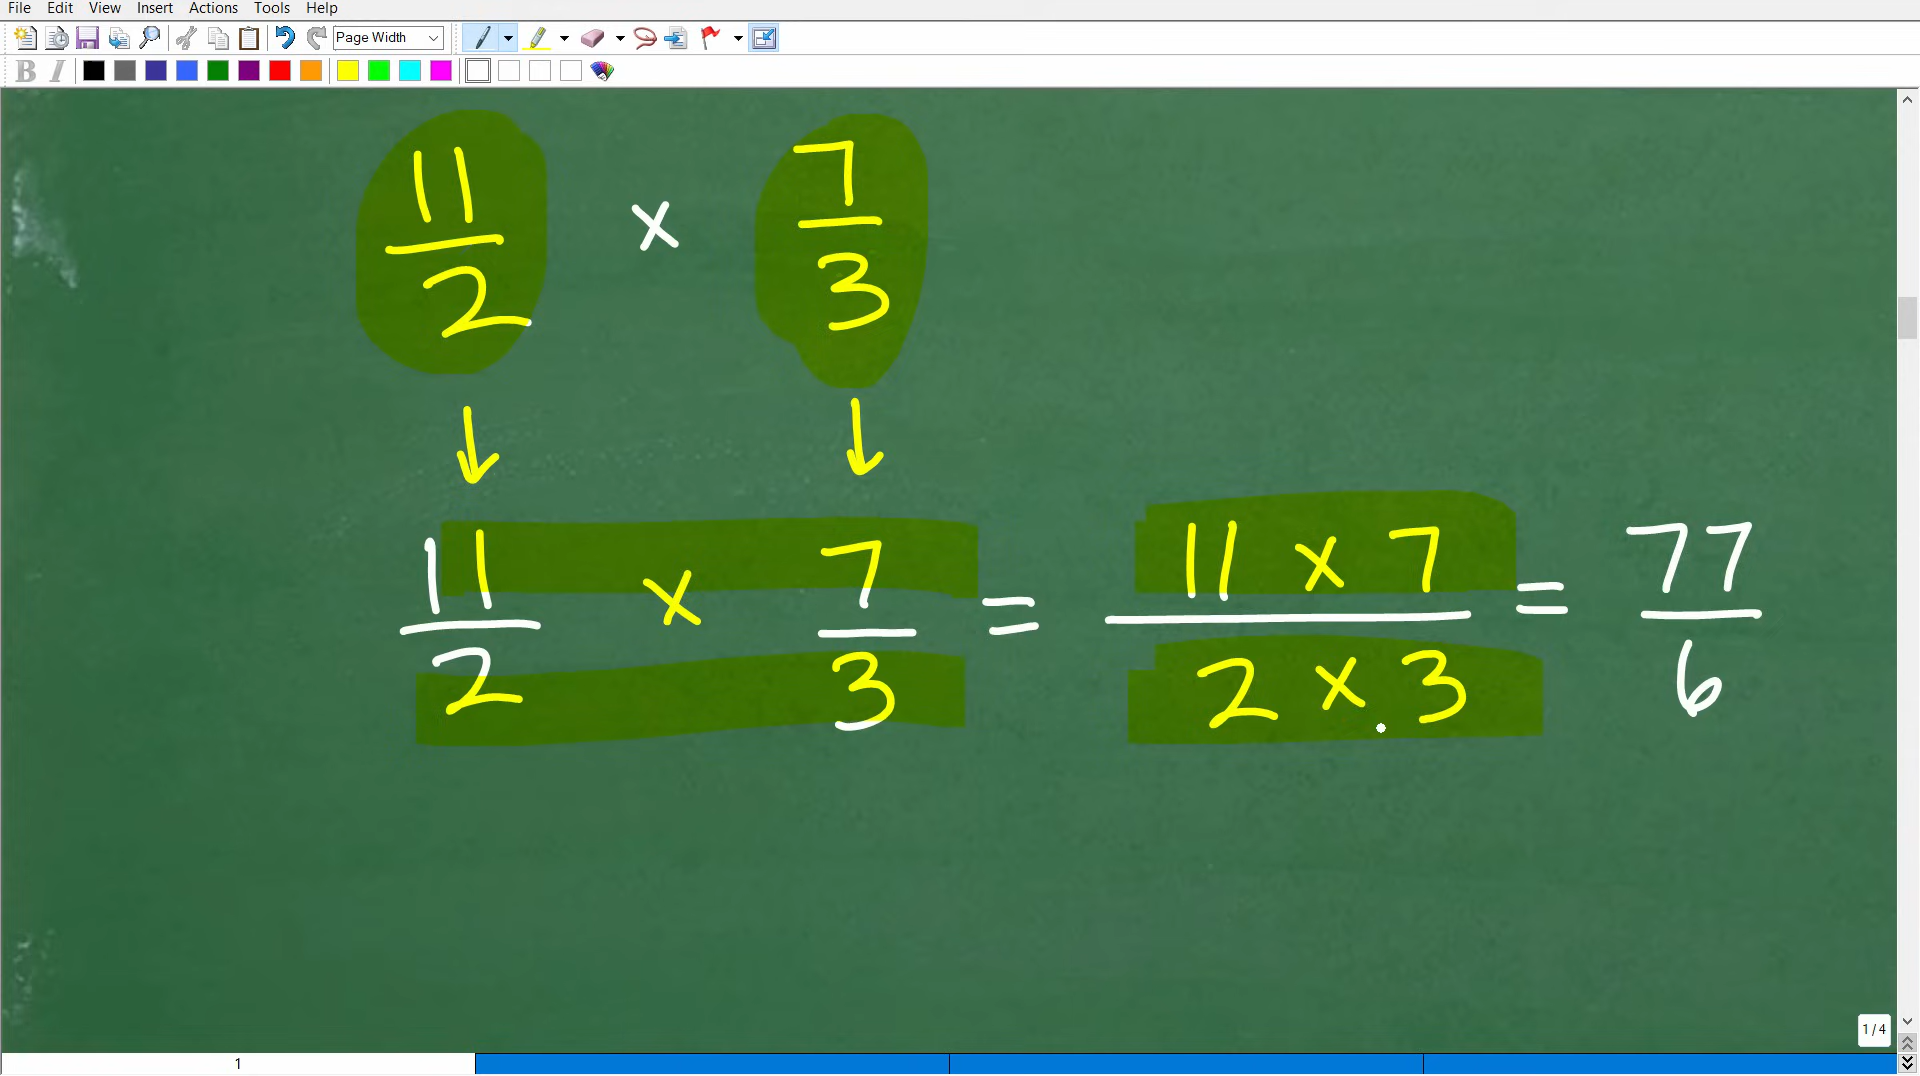 File Edit View Insert Actions Tools Help
Page Width
B I
11/2 x 7/3
11/2 x 7/3 = 11 x 7 / 2 x 3 = 77/6
1 / 4
1